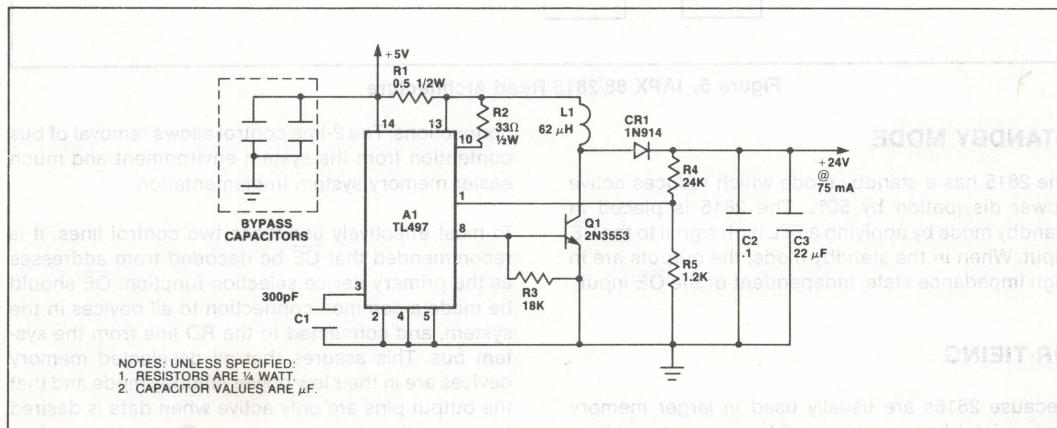 +5V
R1
0.5 1/2W
14
13
10
R2
33Ω
½W
L1
62 μH
CR1
1N914
+24V
@
75 mA
R4
24K
1
A1
TL497
8
Q1
2N3553
C2
.1
C3
22 μF
R5
1.2K
R3
18K
BYPASS
CAPACITORS
300pF
C1
3
2
4
5
NOTES: UNLESS SPECIFIED:
1. RESISTORS ARE ¼ WATT.
2. CAPACITOR VALUES ARE μF.
Figure 5. iAPX 88/2815 Read Architecture
STANDBY MODE
The 2815 has a standby mode which reduces active
power dissipation by 50%. The 2815 is placed in
standby mode by applying a TTL high signal to the CE
input. When in the standby mode, the outputs are in
high impedance state, independent of the OE input.
OR-TIEING
Because 2815s are usually used in larger memory
connections. The 2-line control allows removal of bus
contention from the system environment and much
easier memory system implementation.
To most effectively use these two control lines, it is
recommended that CE be decoded from addresses
as the primary device selection function. OE should
be made a common connection to all devices in the
system, and connected to the RD line from the sys-
tem bus. This assures that all deselected memory
devices are in their low power standby mode and that
the output pins are only active when data is desired